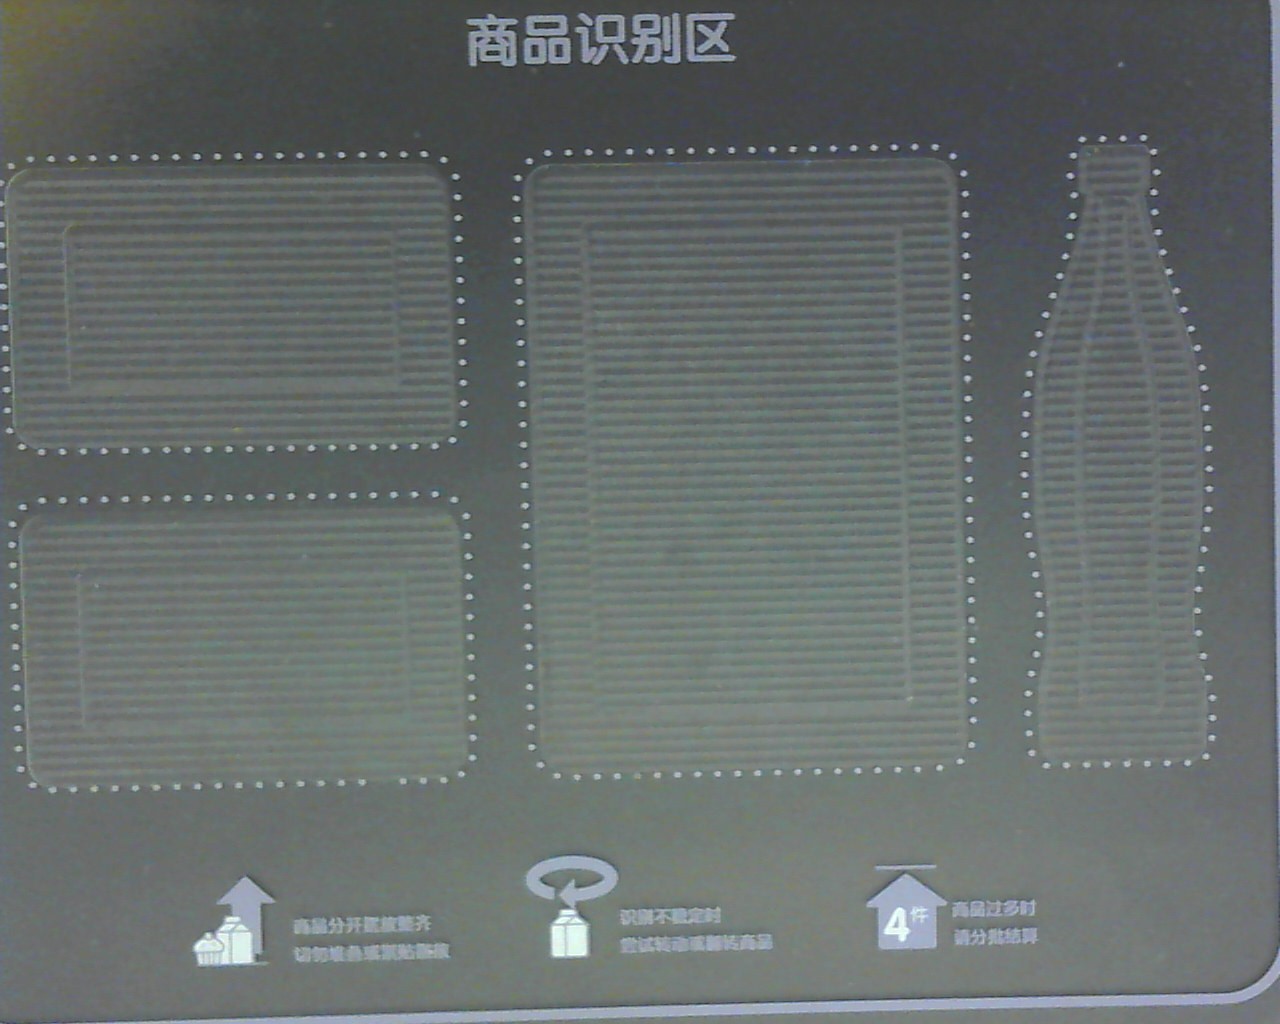 商品识别区
商品分开摆放整齐
切勿堆叠或紧贴摆放
识别不稳定时
尝试转动或翻转商品
4件
商品过多时
请分批结算